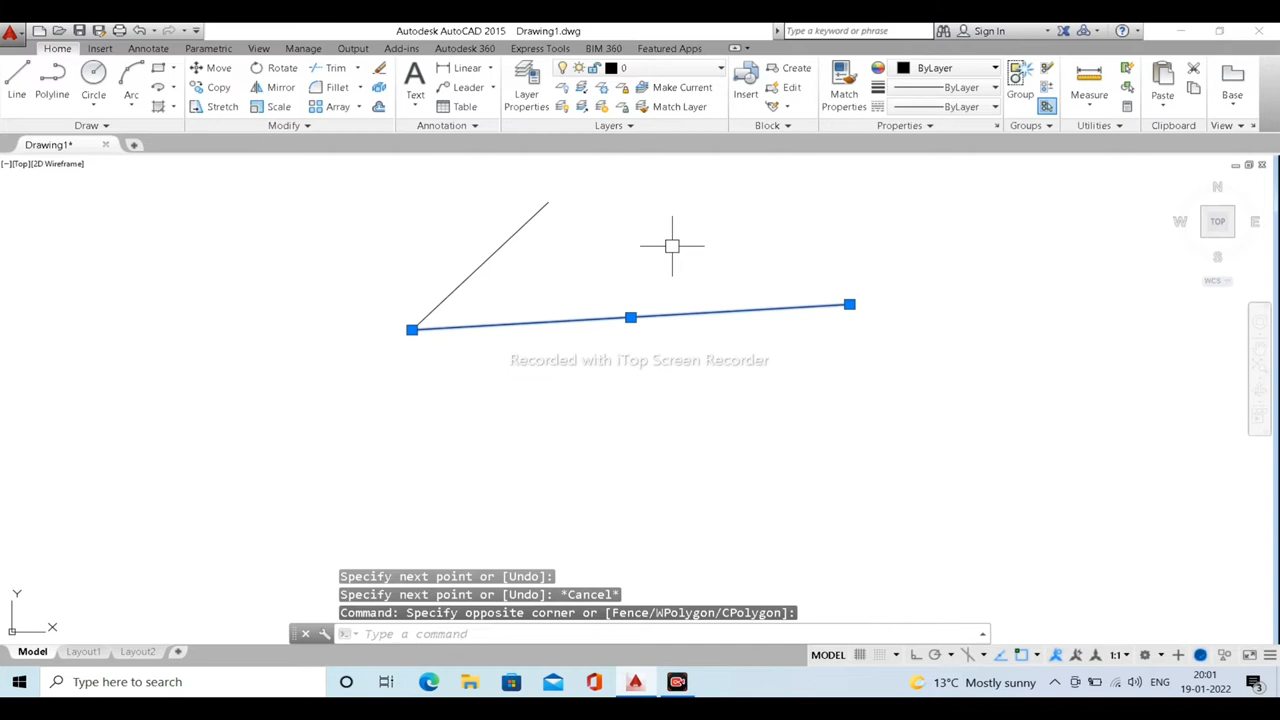 Autodesk AutoCAD 2015 Drawing1.dwg
Type a keyword or phrase
Sign In
Home Insert Annotate Parametric View Manage Output Add-ins Autodesk 360 Express Tools BIM 360 Featured Apps
Line
Polyline
Circle
Arc
Move Rotate Trim
Copy Mirror Fillet
Stretch Scale Array
Text
Linear
Leader
Table
Layer
Properties
0
Make Current
Match Layer
Insert
Create
Edit
Match
Properties
ByLayer
ByLayer
ByLayer
Group
Measure
Paste
Base
Draw Modify Annotation Layers Block Properties Groups Utilities Clipboard View
Drawing1*
[−][Top][2D Wireframe]
N
W TOP E
S
WCS
Recorded with iTop Screen Recorder
Specify next point or [Undo]:
Specify next point or [Undo]: *Cancel*
Command: Specify opposite corner or [Fence/WPolygon/CPolygon]:
Type a command
Y
X
Model Layout1 Layout2
MODEL 1:1
Type here to search
13°C Mostly sunny
ENG
20:01
19-01-2022
3